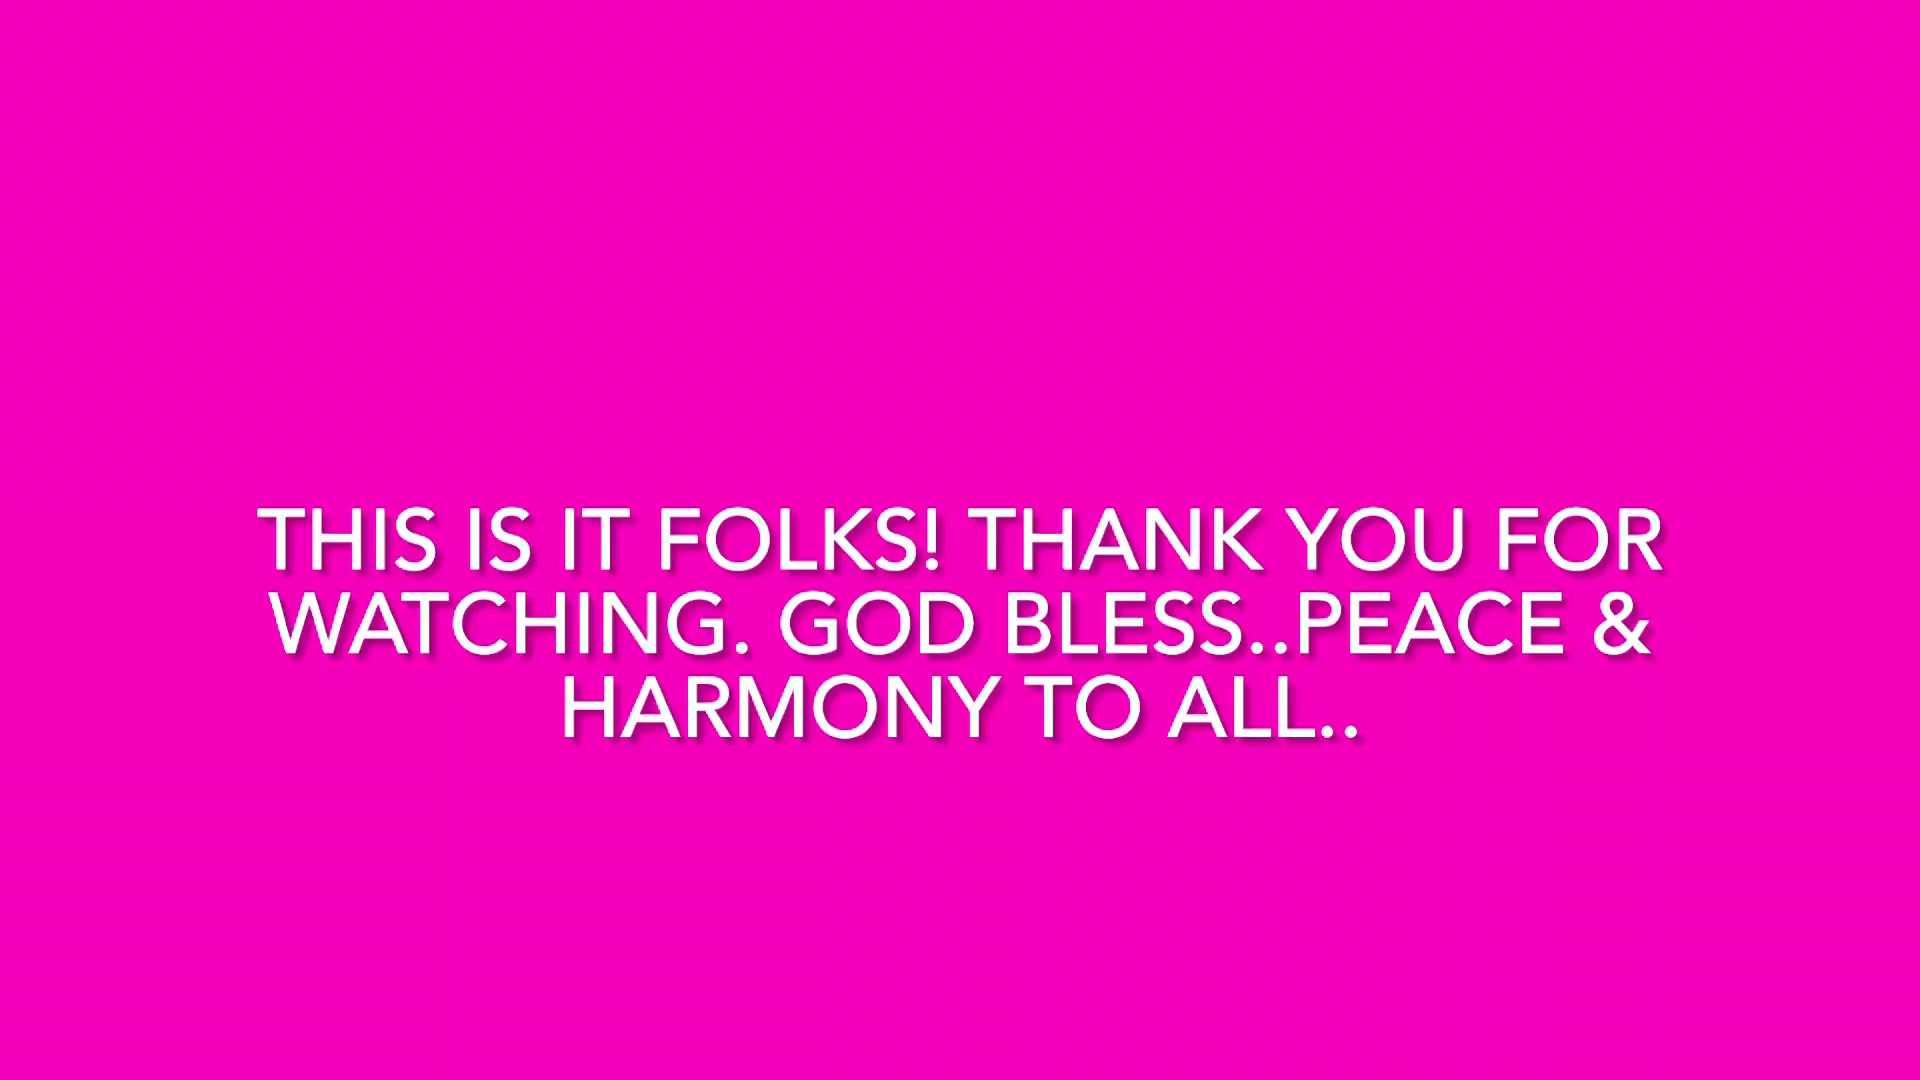 THIS IS IT FOLKS! THANK YOU FOR
WATCHING. GOD BLESS..PEACE &
HARMONY TO ALL..